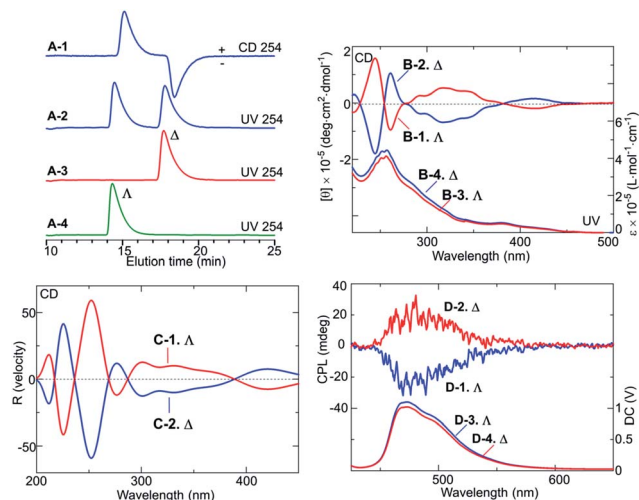 A-1
CD 254
+
-
A-2
UV 254
A-3
Δ
UV 254
A-4
Λ
UV 254
10 15 20 25
Elution time (min)
CD
2
0
-2
[θ] × 10⁻⁵ (deg·cm²·dmol⁻¹)
B-2. Δ
B-1. Λ
B-4. Δ
B-3. Λ
UV
6
4
2
0
ε × 10⁻⁵ (L·mol⁻¹·cm⁻¹)
300 400 500
Wavelength (nm)
CD
50
0
-50
R (velocity)
C-1. Λ
C-2. Δ
200 300 400
Wavelength (nm)
40
20
0
-20
-40
CPL (mdeg)
D-2. Δ
D-1. Λ
D-3. Λ
D-4. Δ
1
0
DC (V)
500 600
Wavelength (nm)